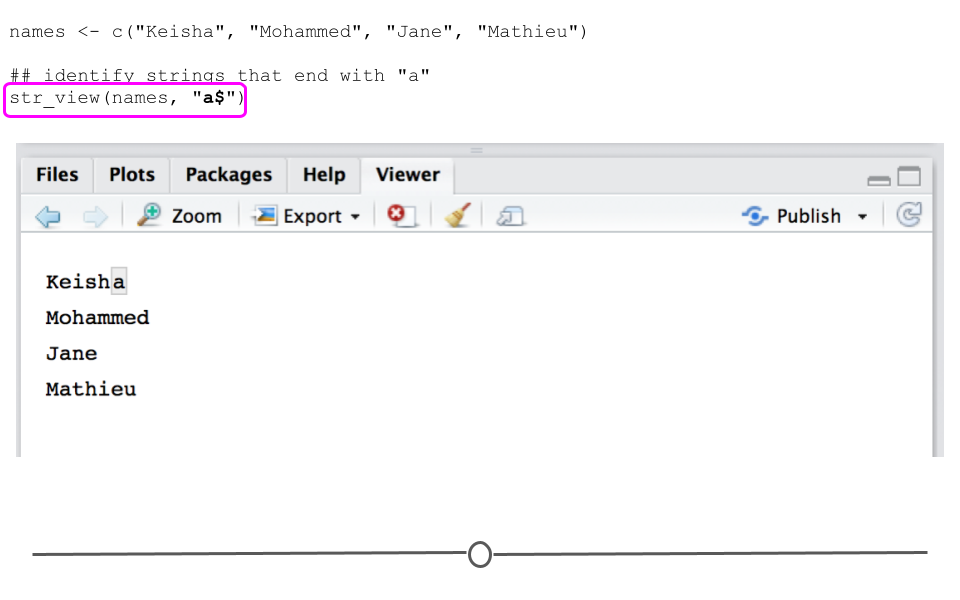 names <- c("Keisha", "Mohammed", "Jane", "Mathieu")
## identify strings that end with "a"
str_view(names, "a$")
Files Plots Packages Help Viewer
Zoom Export Publish
Keisha
Mohammed
Jane
Mathieu